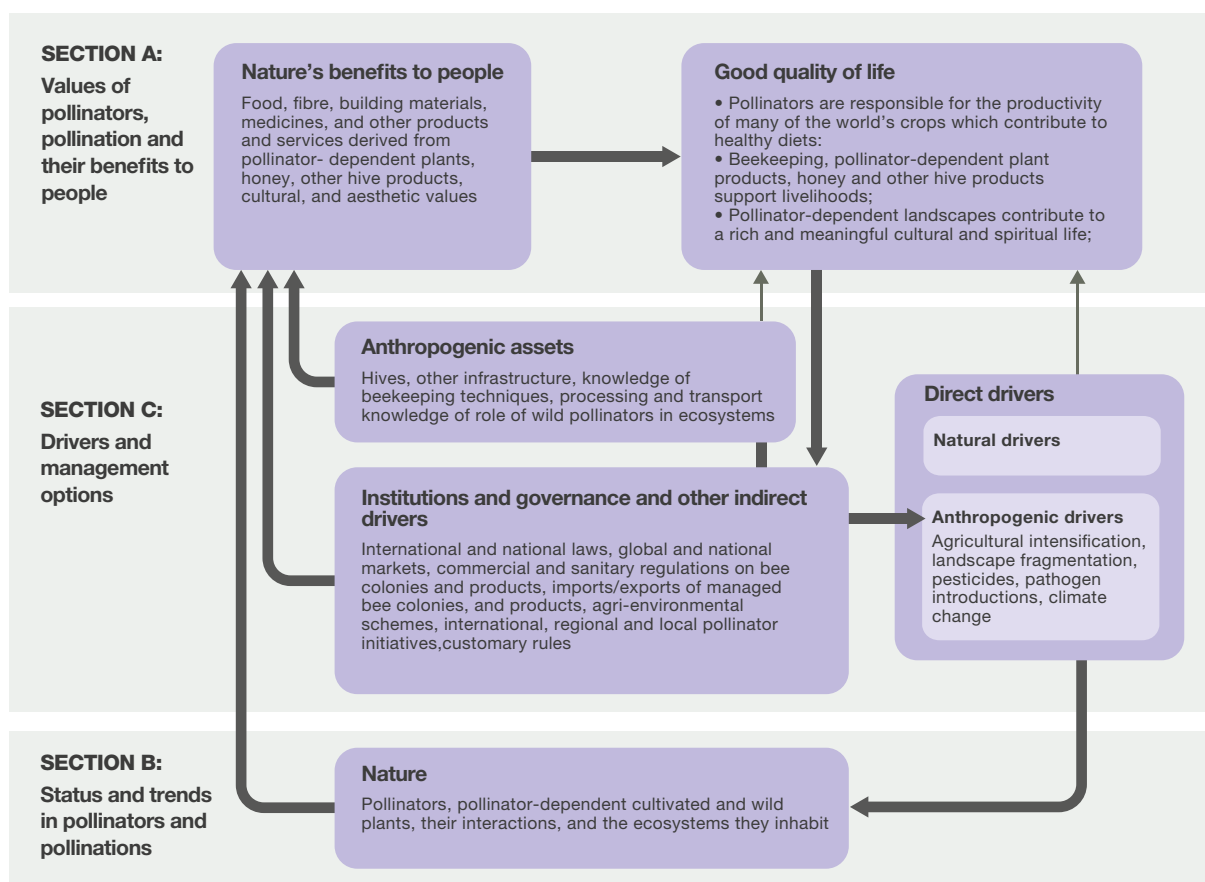 SECTION A:
Values of
pollinators,
pollination and
their benefits to
people
Nature's benefits to people
Food, fibre, building materials,
medicines, and other products
and services derived from
pollinator- dependent plants,
honey, other hive products,
cultural, and aesthetic values
Good quality of life
• Pollinators are responsible for the productivity
of many of the world's crops which contribute to
healthy diets:
• Beekeeping, pollinator-dependent plant
products, honey and other hive products
support livelihoods;
• Pollinator-dependent landscapes contribute to
a rich and meaningful cultural and spiritual life;
SECTION C:
Drivers and
management
options
Anthropogenic assets
Hives, other infrastructure, knowledge of
beekeeping techniques, processing and transport
knowledge of role of wild pollinators in ecosystems
Institutions and governance and other indirect
drivers
International and national laws, global and national
markets, commercial and sanitary regulations on bee
colonies and products, imports/exports of managed
bee colonies, and products, agri-environmental
schemes, international, regional and local pollinator
initiatives,customary rules
Direct drivers
Natural drivers
Anthropogenic drivers
Agricultural intensification,
landscape fragmentation,
pesticides, pathogen
introductions, climate
change
SECTION B:
Status and trends
in pollinators and
pollinations
Nature
Pollinators, pollinator-dependent cultivated and wild
plants, their interactions, and the ecosystems they inhabit